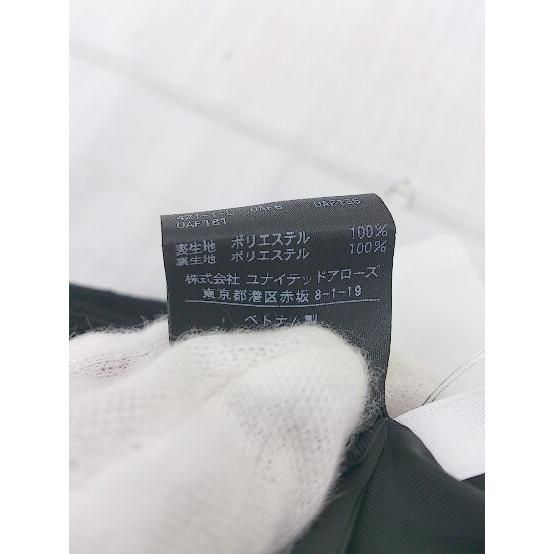 UAF6 UAF136
UAF181
表生地 ポリエステル 100%
裏生地 ポリエステル 100%
株式会社 ユナイテッドアローズ
東京都港区赤坂 8-1-19
ベトナム製